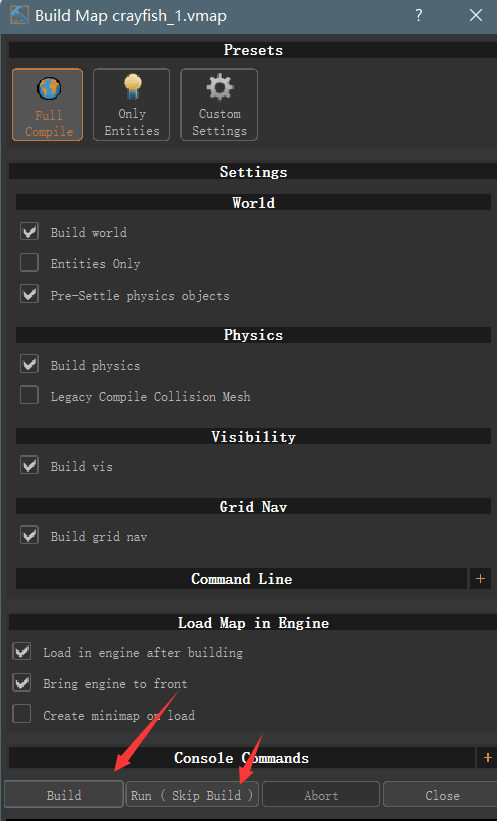 Build Map crayfish_1.vmap
?
Presets
Full
Compile
Only
Entities
Custom
Settings
Settings
World
Build world
Entities Only
Pre-Settle physics objects
Physics
Build physics
Legacy Compile Collision Mesh
Visibility
Build vis
Grid Nav
Build grid nav
Command Line
+
Load Map in Engine
Load in engine after building
Bring engine to front
Create minimap on load
Console Commands
+
Build
Run ( Skip Build )
Abort
Close